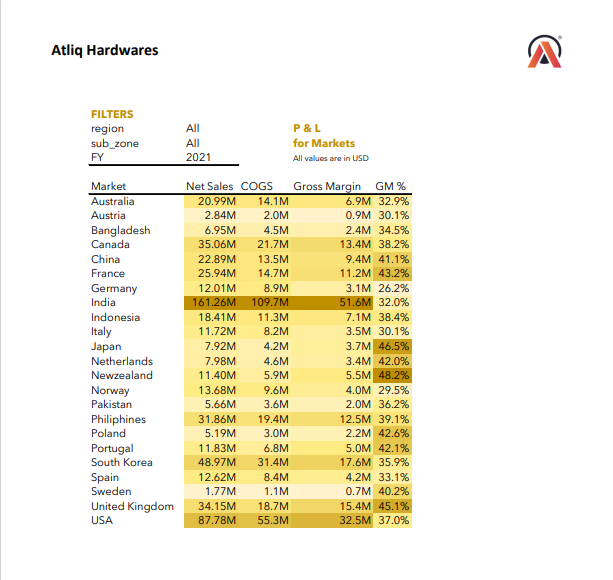 Atliq Hardwares
FILTERS
region All P & L
sub_zone All for Markets
FY 2021 All values are in USD
Market Net Sales COGS Gross Margin GM %
Australia 20.99M 14.1M 6.9M 32.9%
Austria 2.84M 2.0M 0.9M 30.1%
Bangladesh 6.95M 4.5M 2.4M 34.5%
Canada 35.06M 21.7M 13.4M 38.2%
China 22.89M 13.5M 9.4M 41.1%
France 25.94M 14.7M 11.2M 43.2%
Germany 12.01M 8.9M 3.1M 26.2%
India 161.26M 109.7M 51.6M 32.0%
Indonesia 18.41M 11.3M 7.1M 38.4%
Italy 11.72M 8.2M 3.5M 30.1%
Japan 7.92M 4.2M 3.7M 46.5%
Netherlands 7.98M 4.6M 3.4M 42.0%
Newzealand 11.40M 5.9M 5.5M 48.2%
Norway 13.68M 9.6M 4.0M 29.5%
Pakistan 5.66M 3.6M 2.0M 36.2%
Philiphines 31.86M 19.4M 12.5M 39.1%
Poland 5.19M 3.0M 2.2M 42.6%
Portugal 11.83M 6.8M 5.0M 42.1%
South Korea 48.97M 31.4M 17.6M 35.9%
Spain 12.62M 8.4M 4.2M 33.1%
Sweden 1.77M 1.1M 0.7M 40.2%
United Kingdom 34.15M 18.7M 15.4M 45.1%
USA 87.78M 55.3M 32.5M 37.0%